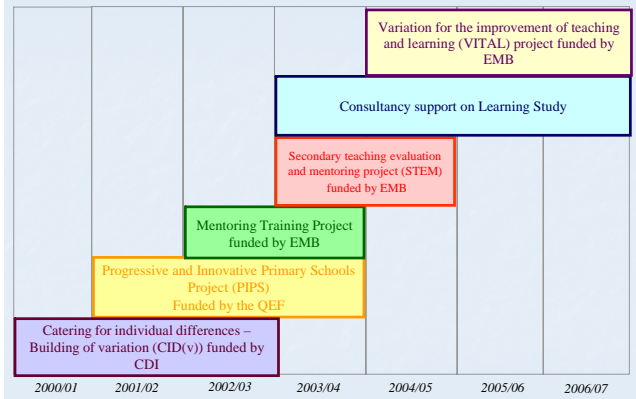 Variation for the improvement of teaching
and learning (VITAL) project funded by
EMB
Consultancy support on Learning Study
Secondary teaching evaluation
and mentoring project (STEM)
funded by EMB
Mentoring Training Project
funded by EMB
Progressive and Innovative Primary Schools
Project (PIPS)
Funded by the QEF
Catering for individual differences –
Building of variation (CID(v)) funded by
CDI
2000/01 2001/02 2002/03 2003/04 2004/05 2005/06 2006/07